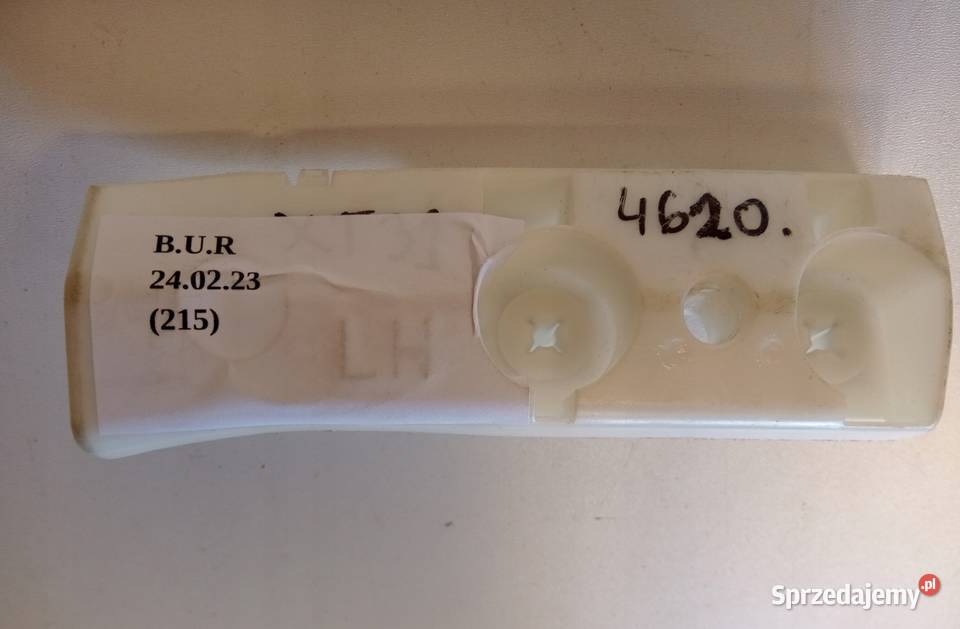 4620.
B.U.R
24.02.23
(215)
LH
Sprzedajemy.pl